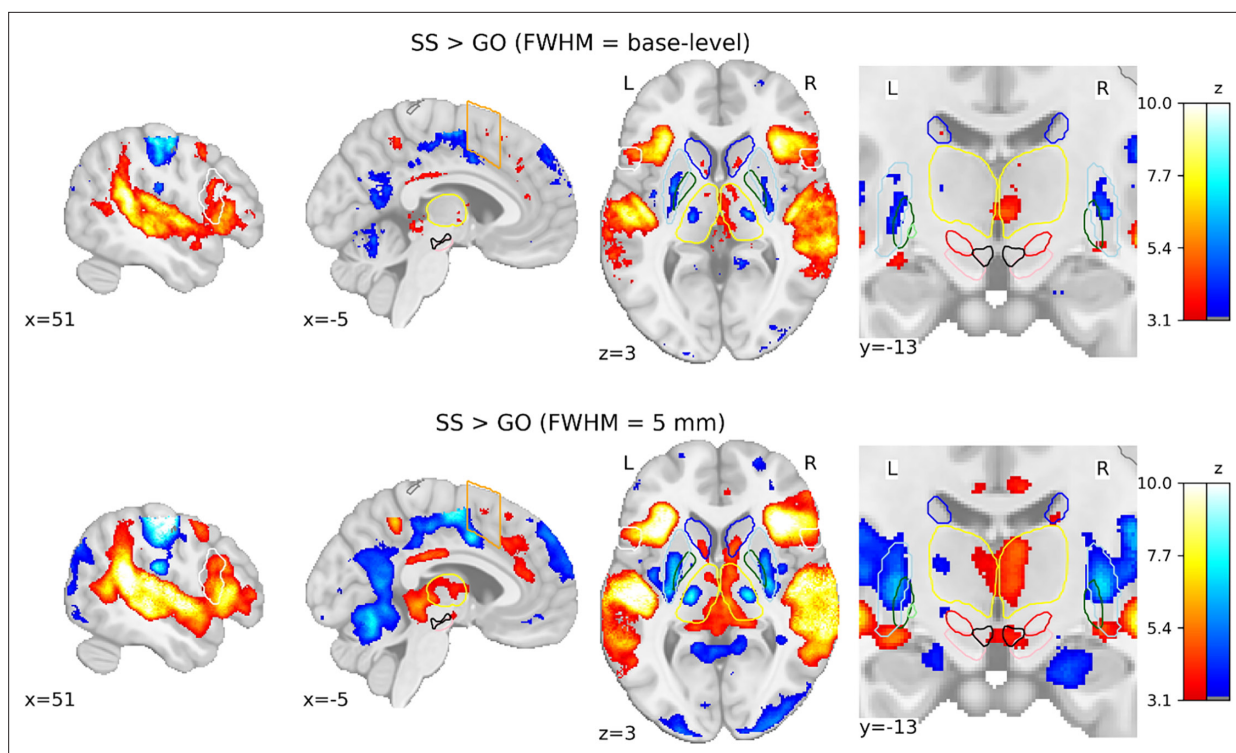 SS > GO (FWHM = base-level)
L
R
L
R
z
10.0
7.7
5.4
3.1
x=51
x=-5
z=3
y=-13
SS > GO (FWHM = 5 mm)
L
R
L
R
z
10.0
7.7
5.4
3.1
x=51
x=-5
z=3
y=-13